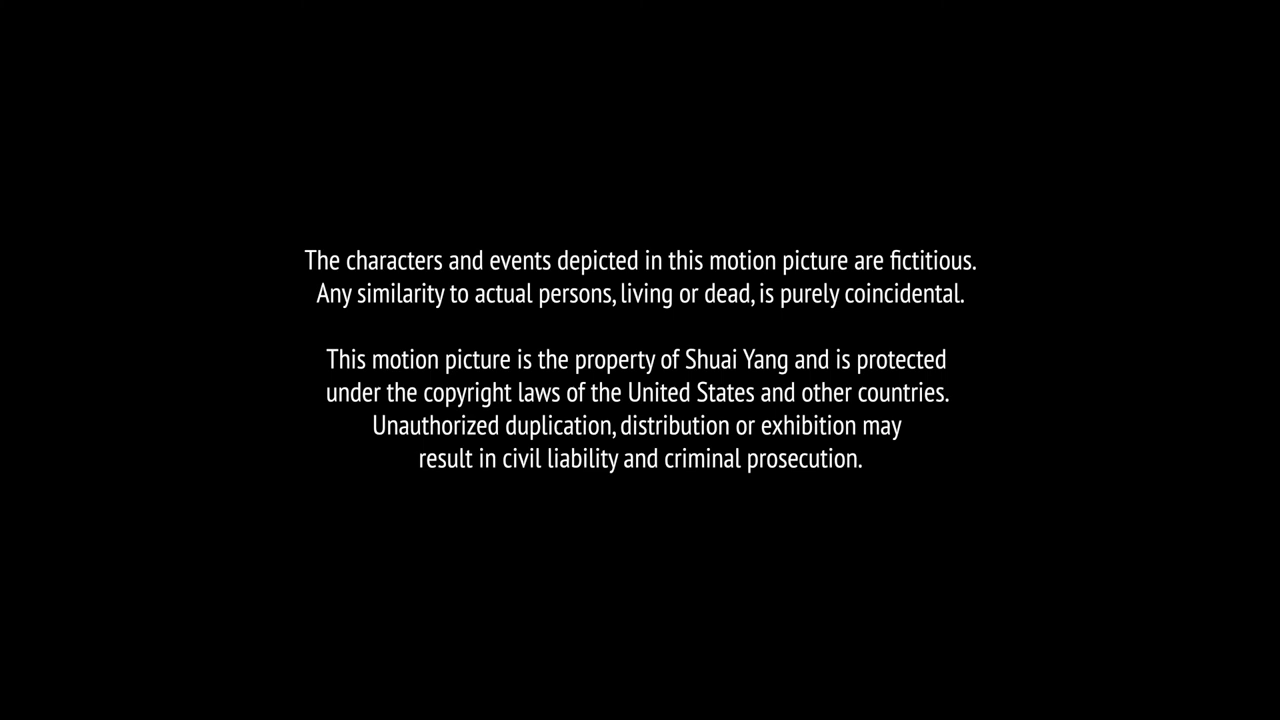 The characters and events depicted in this motion picture are fictitious.
Any similarity to actual persons, living or dead, is purely coincidental.
This motion picture is the property of Shuai Yang and is protected
under the copyright laws of the United States and other countries.
Unauthorized duplication, distribution or exhibition may
result in civil liability and criminal prosecution.